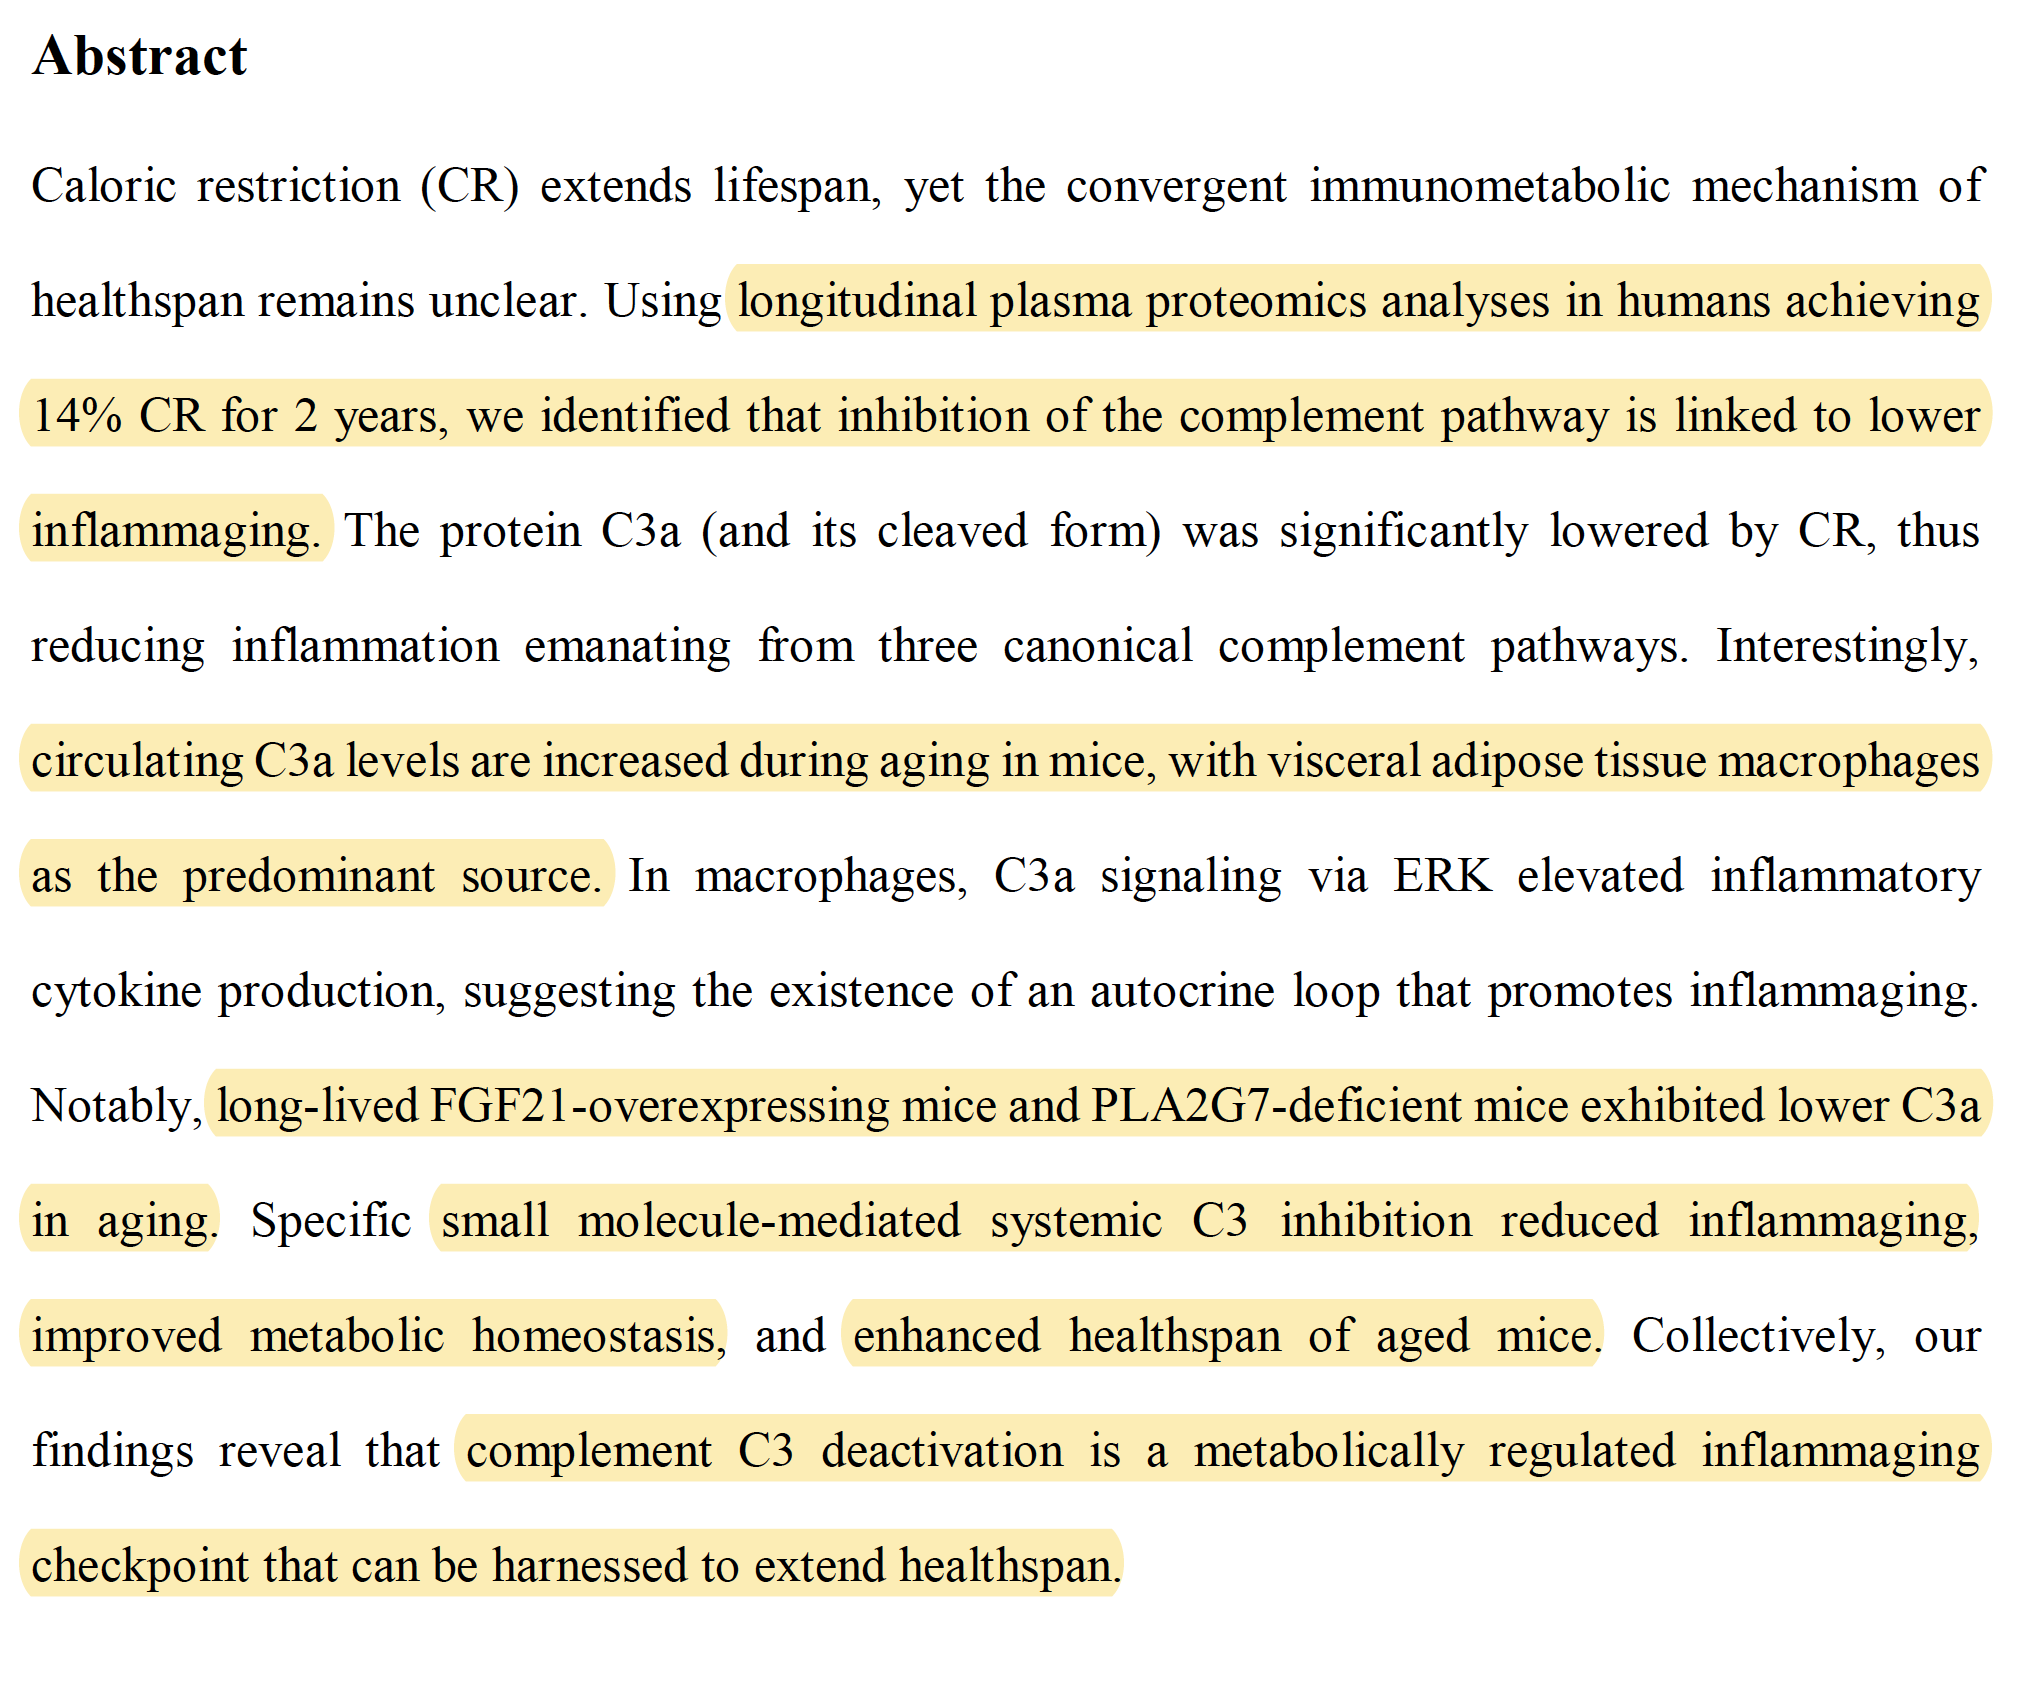 Abstract
Caloric restriction (CR) extends lifespan, yet the convergent immunometabolic mechanism of
healthspan remains unclear. Using longitudinal plasma proteomics analyses in humans achieving
14% CR for 2 years, we identified that inhibition of the complement pathway is linked to lower
inflammaging. The protein C3a (and its cleaved form) was significantly lowered by CR, thus
reducing inflammation emanating from three canonical complement pathways. Interestingly,
circulating C3a levels are increased during aging in mice, with visceral adipose tissue macrophages
as the predominant source. In macrophages, C3a signaling via ERK elevated inflammatory
cytokine production, suggesting the existence of an autocrine loop that promotes inflammaging.
Notably, long-lived FGF21-overexpressing mice and PLA2G7-deficient mice exhibited lower C3a
in aging. Specific small molecule-mediated systemic C3 inhibition reduced inflammaging,
improved metabolic homeostasis, and enhanced healthspan of aged mice. Collectively, our
findings reveal that complement C3 deactivation is a metabolically regulated inflammaging
checkpoint that can be harnessed to extend healthspan.